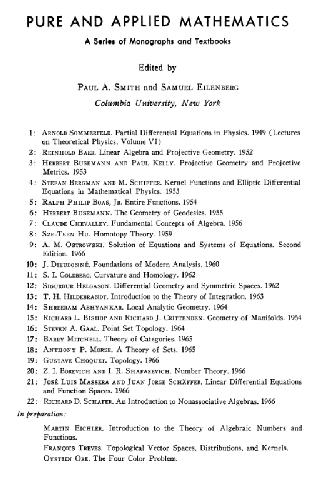 PURE AND APPLIED MATHEMATICS
A Series of Monographs and Textbooks
Edited by
PAUL A. SMITH and SAMUEL EILENBERG
Columbia University, New York
1: ARNOLD SOMMERFELD. Partial Differential Equations in Physics. 1949 (Lectures
on Theoretical Physics, Volume VI)
2: REINHOLD BAER. Linear Algebra and Projective Geometry. 1952
3: HERBERT BUSEMANN AND PAUL KELLY. Projective Geometry and Projective
Metrics. 1953
4: STEFAN BERGMAN AND M. SCHIFFER. Kernel Functions and Elliptic Differential
Equations in Mathematical Physics. 1953
5: RALPH PHILIP BOAS, JR. Entire Functions. 1954
6: HERBERT BUSEMANN. The Geometry of Geodesics. 1955
7: CLAUDE CHEVALLEY. Fundamental Concepts of Algebra. 1956
8: SZE-TSEN HU. Homotopy Theory. 1959
9: A. M. OSTROWSKI. Solution of Equations and Systems of Equations. Second
Edition. 1966
10: J. DIEUDONNÉ. Foundations of Modern Analysis. 1960
11: S. I. GOLDBERG. Curvature and Homology. 1962
12: SIGURDUR HELGASON. Differential Geometry and Symmetric Spaces. 1962
13: T. H. HILDEBRANDT. Introduction to the Theory of Integration. 1963
14: SHREERAM ABHYANKAR. Local Analytic Geometry. 1964
15: RICHARD L. BISHOP AND RICHARD J. CRITTENDEN. Geometry of Manifolds. 1964
16: STEVEN A. GAAL. Point Set Topology. 1964
17: BARRY MITCHELL. Theory of Categories. 1965
18: ANTHONY P. MORSE. A Theory of Sets. 1965
19: GUSTAVE CHOQUET. Topology. 1966
20: Z. I. BOREVICH AND I. R. SHAFAREVICH. Number Theory. 1966
21: JOSÉ LUIS MASSERA AND JUAN JORGE SCHÄFFER. Linear Differential Equations
and Function Spaces. 1966
22: RICHARD D. SCHAFER. An Introduction to Nonassociative Algebras. 1966
In preparation:
MARTIN EICHLER. Introduction to the Theory of Algebraic Numbers and
Functions.
FRANÇOIS TREVES. Topological Vector Spaces, Distributions, and Kernels.
OYSTEIN ORE. The Four Color Problem.